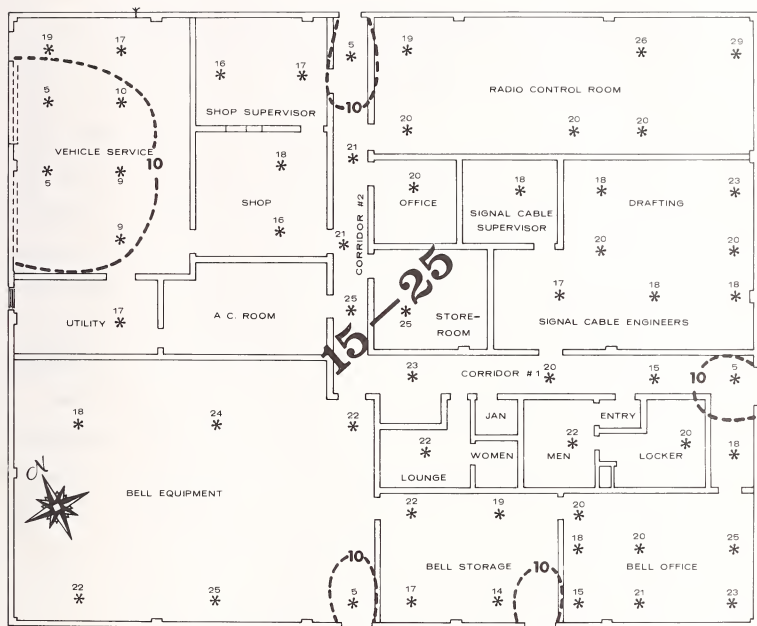 19 17 5 19 26 29
16 17
RADIO CONTROL ROOM
5 10 10
SHOP SUPERVISOR
20 20 20
VEHICLE SERVICE 10
18 21
20 18 18 23
5 9
SHOP
OFFICE
SIGNAL CABLE
SUPERVISOR
DRAFTING
CORRIDOR #2
9 16 21
20 20
15—25
17 18 18
UTILITY 17
A.C. ROOM
25 25
STORE-
ROOM
SIGNAL CABLE ENGINEERS
23
CORRIDOR #1
20 15 10 5
JAN
ENTRY
18 24 22
22 22 20 18
WOMEN
MEN
LOCKER
LOUNGE
N
BELL EQUIPMENT
22 19 20
18 20 25
10 10
BELL STORAGE
BELL OFFICE
22 25 5 17 14 15 21 23